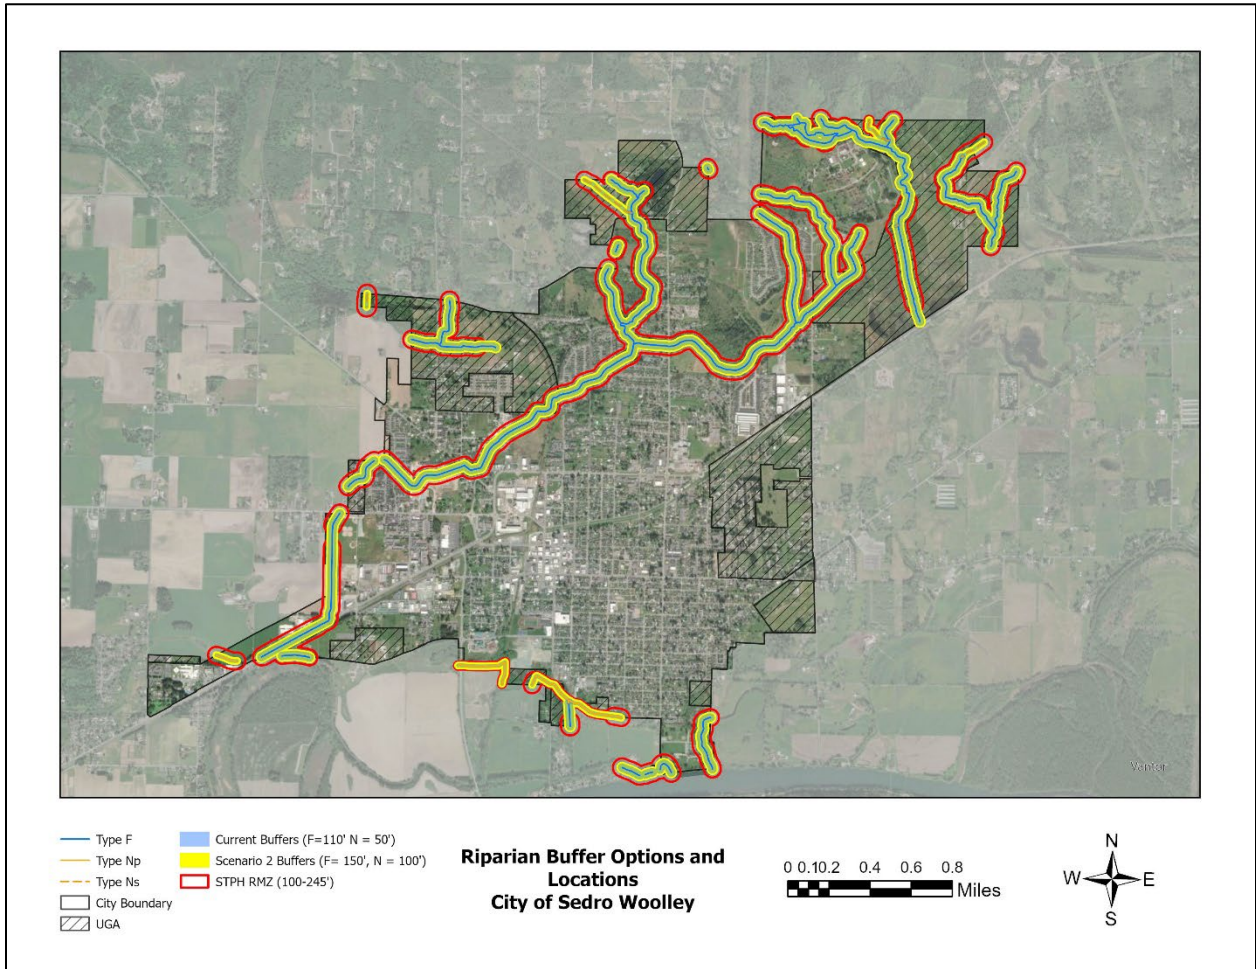 Vantar
Type F
Type Np
Type Ns
City Boundary
UGA
Current Buffers (F=110' N = 50')
Scenario 2 Buffers (F= 150', N = 100')
STPH RMZ (100-245')
Riparian Buffer Options and
Locations
City of Sedro Woolley
0 0.10.2 0.4 0.6 0.8
Miles
N
W E
S